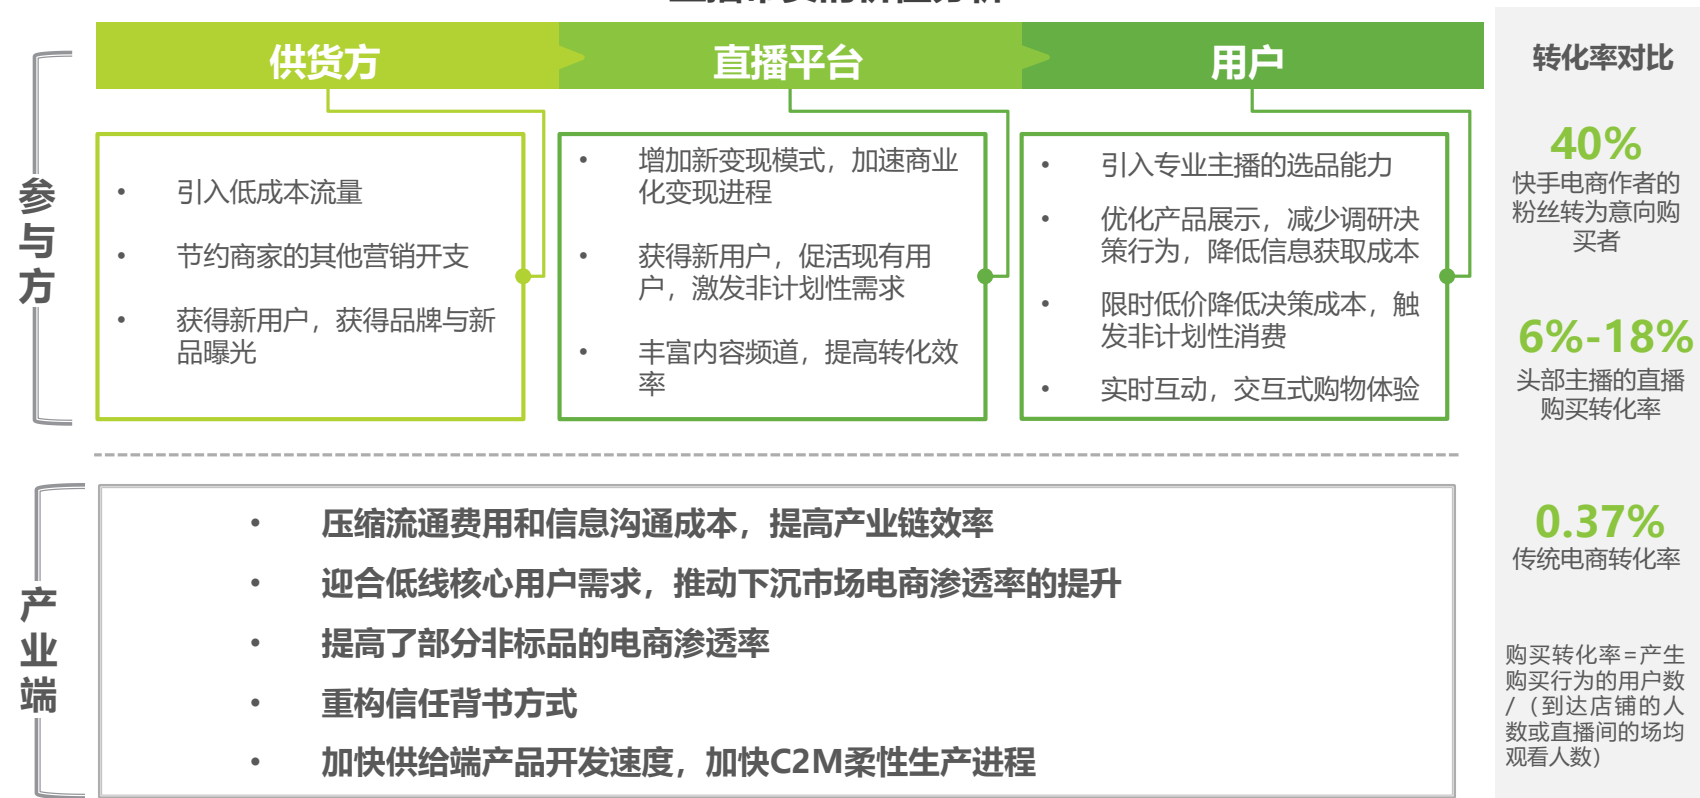 供货方
直播平台
用户
参与方
引入低成本流量
节约商家的其他营销开支
获得新用户，获得品牌与新
品曝光
增加新变现模式，加速商业
化变现进程
获得新用户，促活现有用
户，激发非计划性需求
丰富内容频道，提高转化效
率
引入专业主播的选品能力
优化产品展示，减少调研决
策行为，降低信息获取成本
限时低价降低决策成本，触
发非计划性消费
实时互动，交互式购物体验
产业端
压缩流通费用和信息沟通成本，提高产业链效率
迎合低线核心用户需求，推动下沉市场电商渗透率的提升
提高了部分非标品的电商渗透率
重构信任背书方式
加快供给端产品开发速度，加快C2M柔性生产进程
转化率对比
40%
快手电商作者的
粉丝转为意向购
买者
6%-18%
头部主播的直播
购买转化率
0.37%
传统电商转化率
购买转化率=产生
购买行为的用户数
/（到达店铺的人
数或直播间的场均
观看人数）